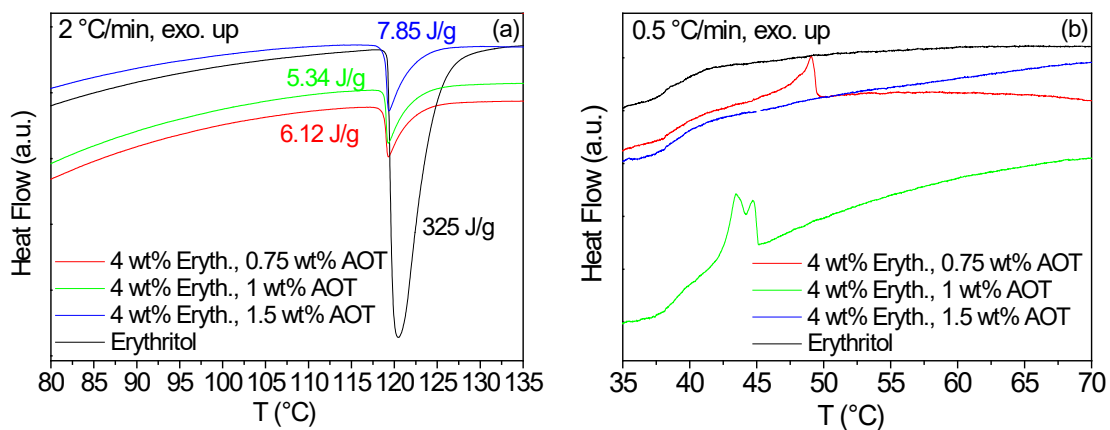 2 °C/min, exo. up
(a)
7.85 J/g
5.34 J/g
6.12 J/g
325 J/g
Heat Flow (a.u.)
4 wt% Eryth., 0.75 wt% AOT
4 wt% Eryth., 1 wt% AOT
4 wt% Eryth., 1.5 wt% AOT
Erythritol
80 85 90 95 100 105 110 115 120 125 130 135
T (°C)
0.5 °C/min, exo. up
(b)
Heat Flow (a.u.)
4 wt% Eryth., 0.75 wt% AOT
4 wt% Eryth., 1 wt% AOT
4 wt% Eryth., 1.5 wt% AOT
Erythritol
35 40 45 50 55 60 65 70
T (°C)